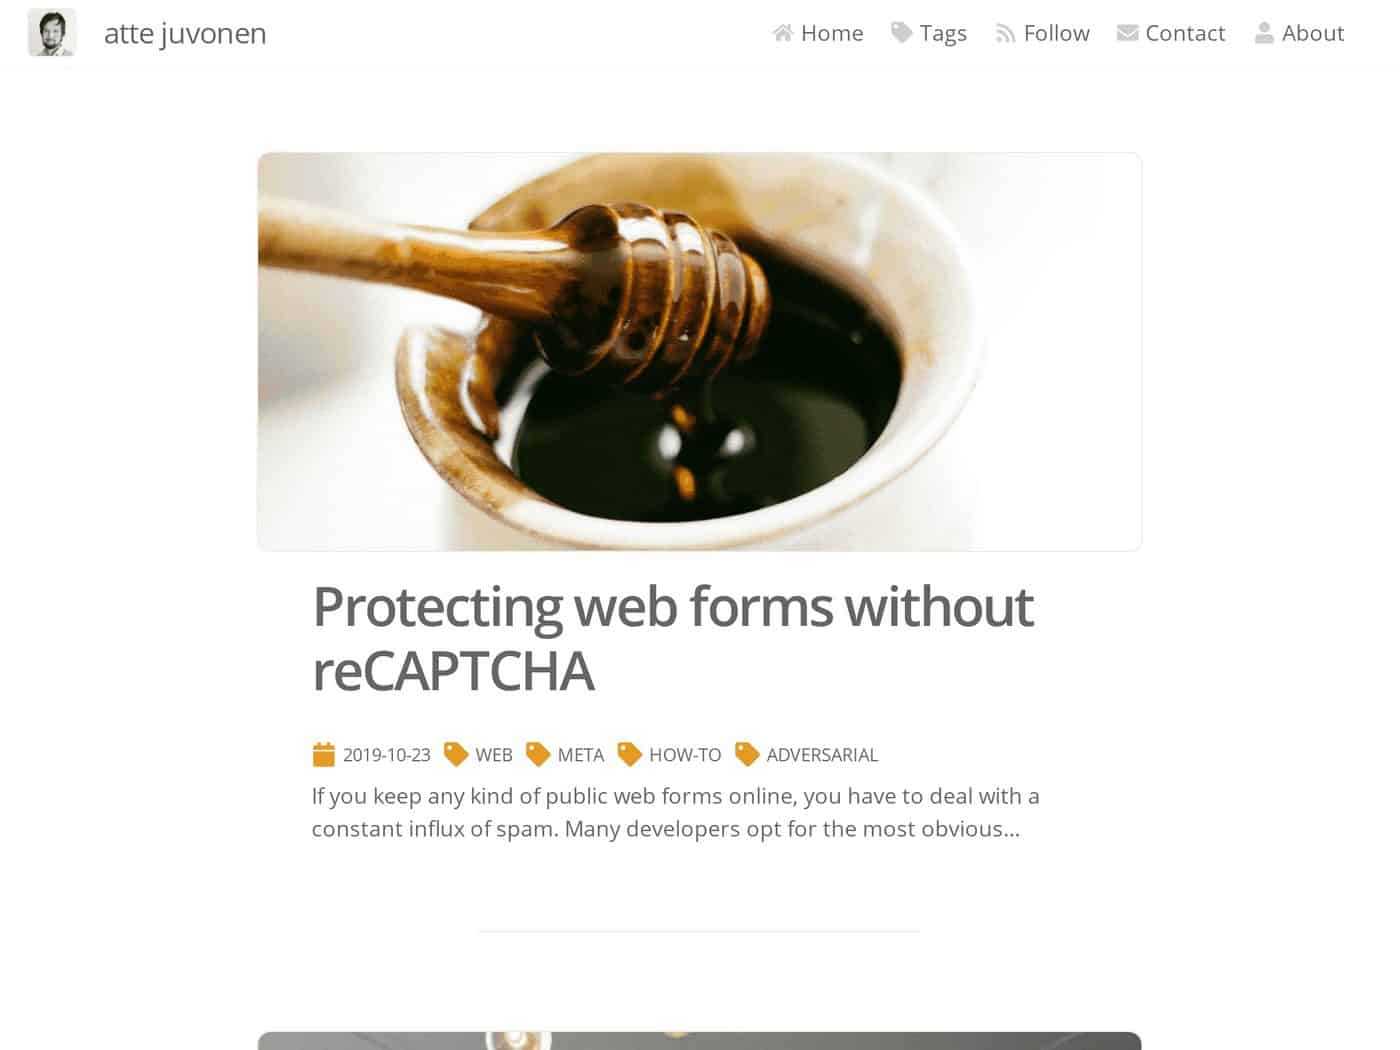 atte juvonen
Home Tags Follow Contact About
Protecting web forms without
reCAPTCHA
2019-10-23 WEB META HOW-TO ADVERSARIAL
If you keep any kind of public web forms online, you have to deal with a
constant influx of spam. Many developers opt for the most obvious...